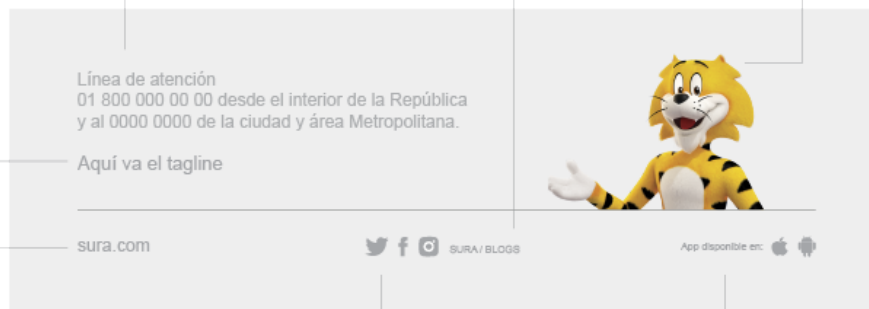 Línea de atención
01 800 000 00 00 desde el interior de la República
y al 0000 0000 de la ciudad y área Metropolitana.
Aquí va el tagline
sura.com
SURA / BLOGS
App disponible en: